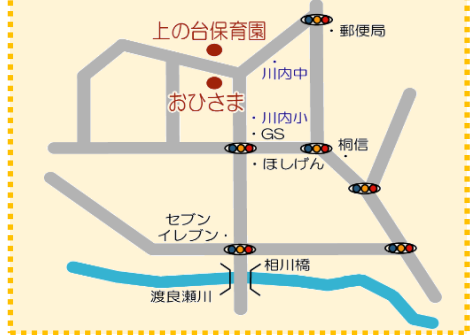 上の台保育園
・郵便局
川内中
おひさま
・川内小
・GS
桐信
・ほしげん
セブン
イレブン・
相川橋
渡良瀬川